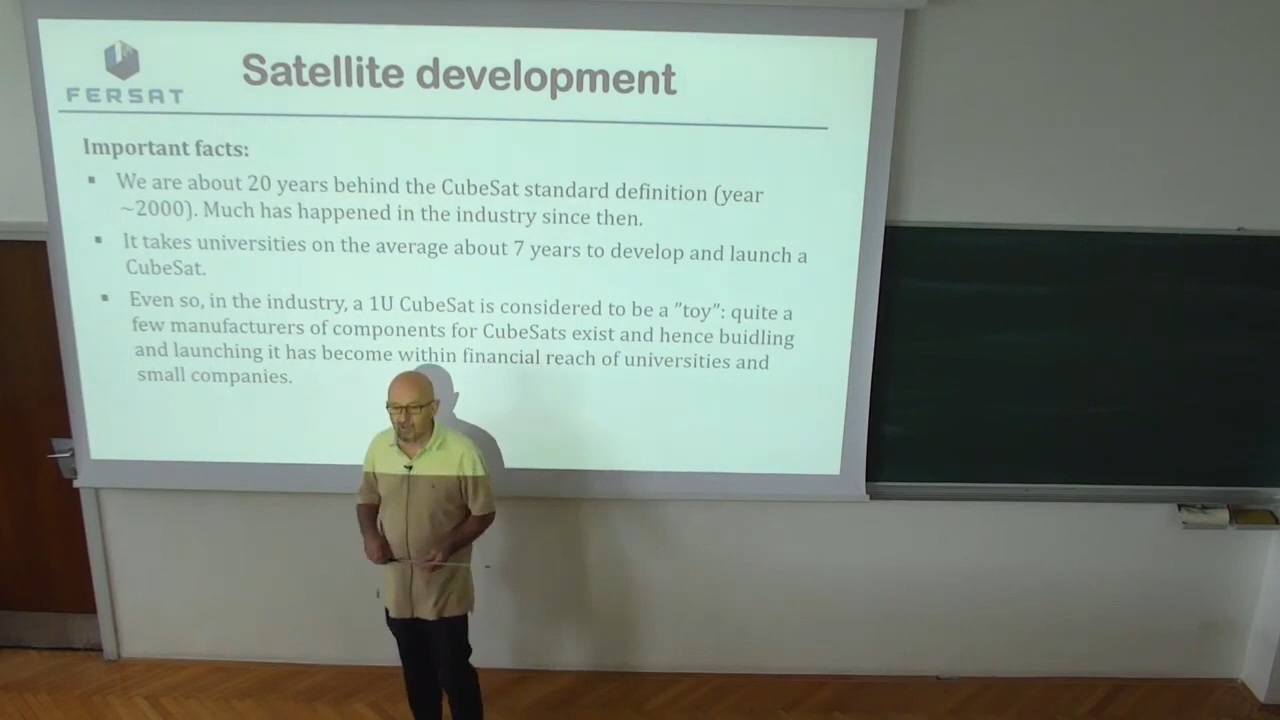 FERSAT
Satellite development
Important facts:
▪ We are about 20 years behind the CubeSat standard definition (year
~2000). Much has happened in the industry since then.
▪ It takes universities on the average about 7 years to develop and launch a
CubeSat.
▪ Even so, in the industry, a 1U CubeSat is considered to be a ”toy”: quite a
few manufacturers of components for CubeSats exist and hence buidling
and launching it has become within financial reach of universities and
small companies.